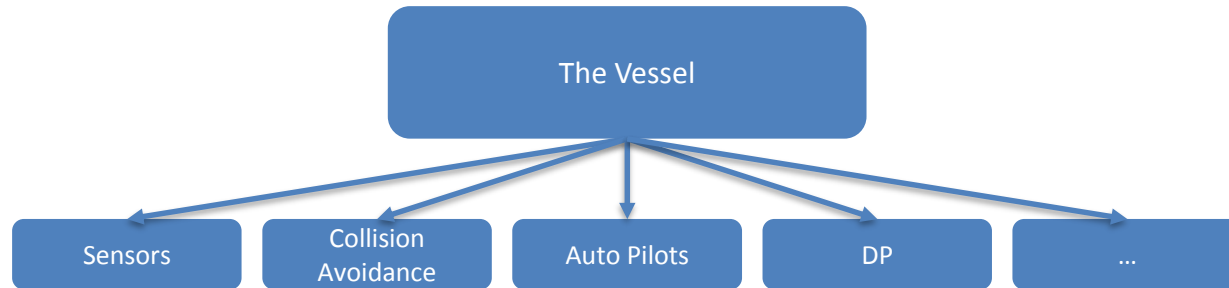 The Vessel
Sensors
Collision
Avoidance
Auto Pilots
DP
...